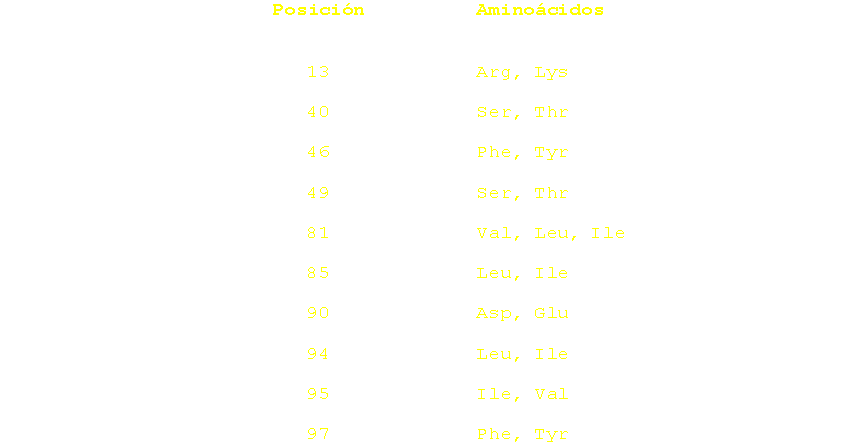 Posición Aminoácidos
13 Arg, Lys
40 Ser, Thr
46 Phe, Tyr
49 Ser, Thr
81 Val, Leu, Ile
85 Leu, Ile
90 Asp, Glu
94 Leu, Ile
95 Ile, Val
97 Phe, Tyr